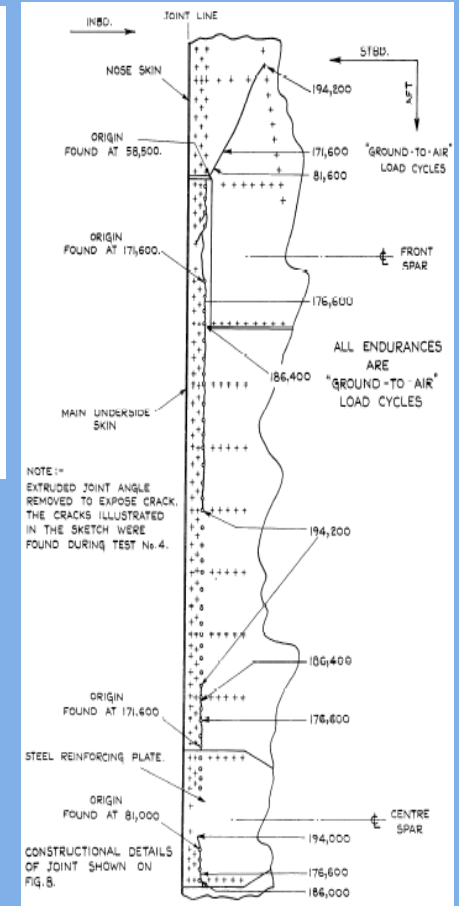 JOINT LINE
INBD.
STBD.
AFT
NOSE SKIN
194,200
ORIGIN
FOUND AT 58,500.
171,600
81,600
"GROUND-TO-AIR"
LOAD CYCLES
ORIGIN
FOUND AT 171,600.
FRONT
SPAR
176,600
186,400
ALL ENDURANCES
ARE
"GROUND-TO AIR"
LOAD CYCLES
MAIN UNDERSIDE
SKIN
NOTE:-
EXTRUDED JOINT ANGLE
REMOVED TO EXPOSE CRACK.
THE CRACKS ILLUSTRATED
IN THE SKETCH WERE
FOUND DURING TEST No.4.
194,200
186,400
ORIGIN
FOUND AT 171.600
176,600
STEEL REINFORCING PLATE.
ORIGIN
FOUND AT 81,000
CENTRE
SPAR
194,000
CONSTRUCTIONAL DETAILS
OF JOINT SHOWN ON
FIG.8.
176,600
186,000